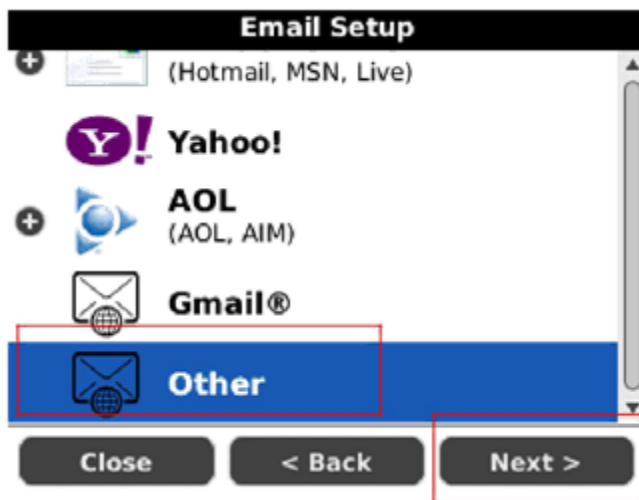 Email Setup
(Hotmail, MSN, Live)
Y! Yahoo!
AOL
(AOL, AIM)
Gmail®
Other
Close
< Back
Next >